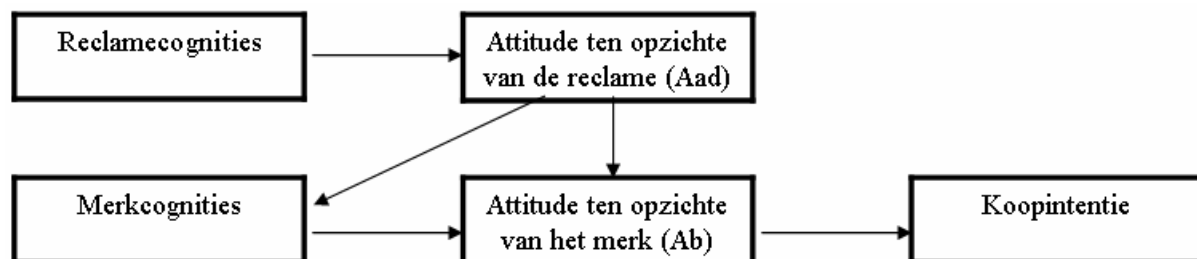 Reclamecognities
Attitude ten opzichte
van de reclame (Aad)
Merkcognities
Attitude ten opzichte
van het merk (Ab)
Koopintentie